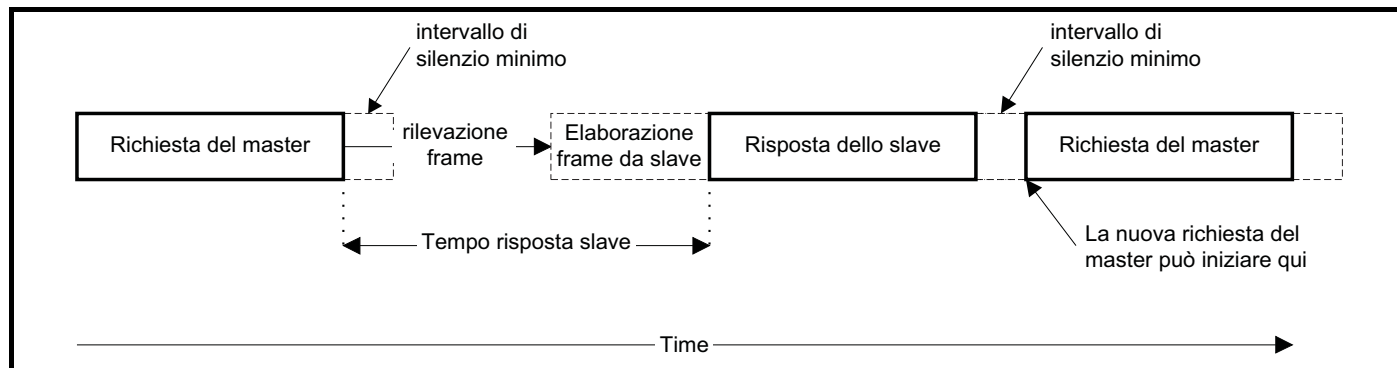 intervallo di
silenzio minimo
intervallo di
silenzio minimo
Richiesta del master
rilevazione
frame
Elaborazione
frame da slave
Risposta dello slave
Richiesta del master
Tempo risposta slave
La nuova richiesta del
master può iniziare qui
Time